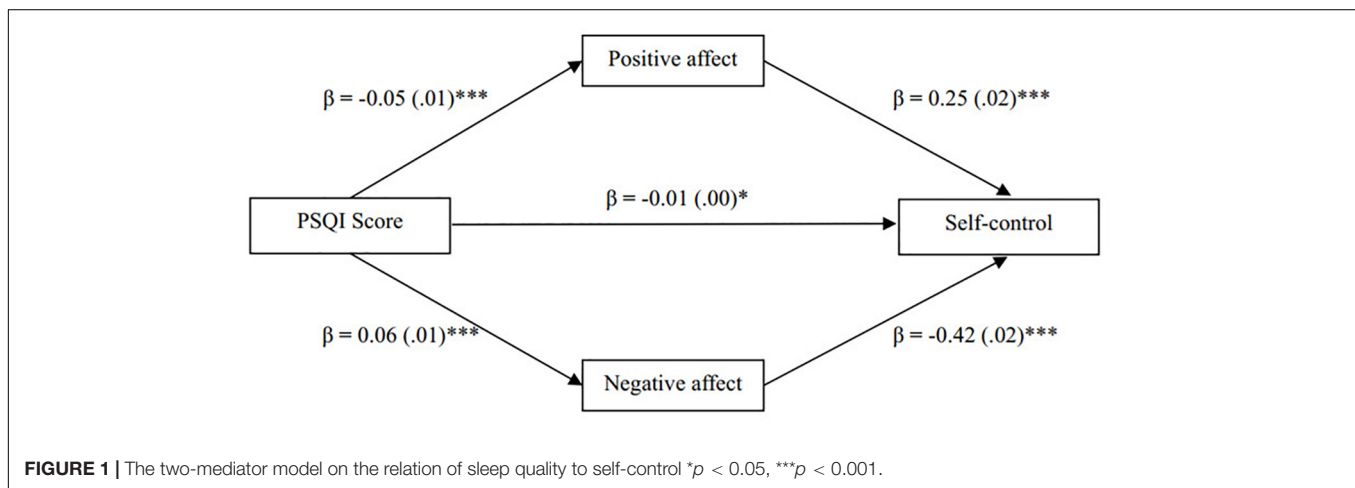 Positive affect
β = -0.05 (.01)***
β = 0.25 (.02)***
β = -0.01 (.00)*
PSQI Score
Self-control
β = 0.06 (.01)***
β = -0.42 (.02)***
Negative affect
FIGURE 1 | The two-mediator model on the relation of sleep quality to self-control *p < 0.05, ***p < 0.001.